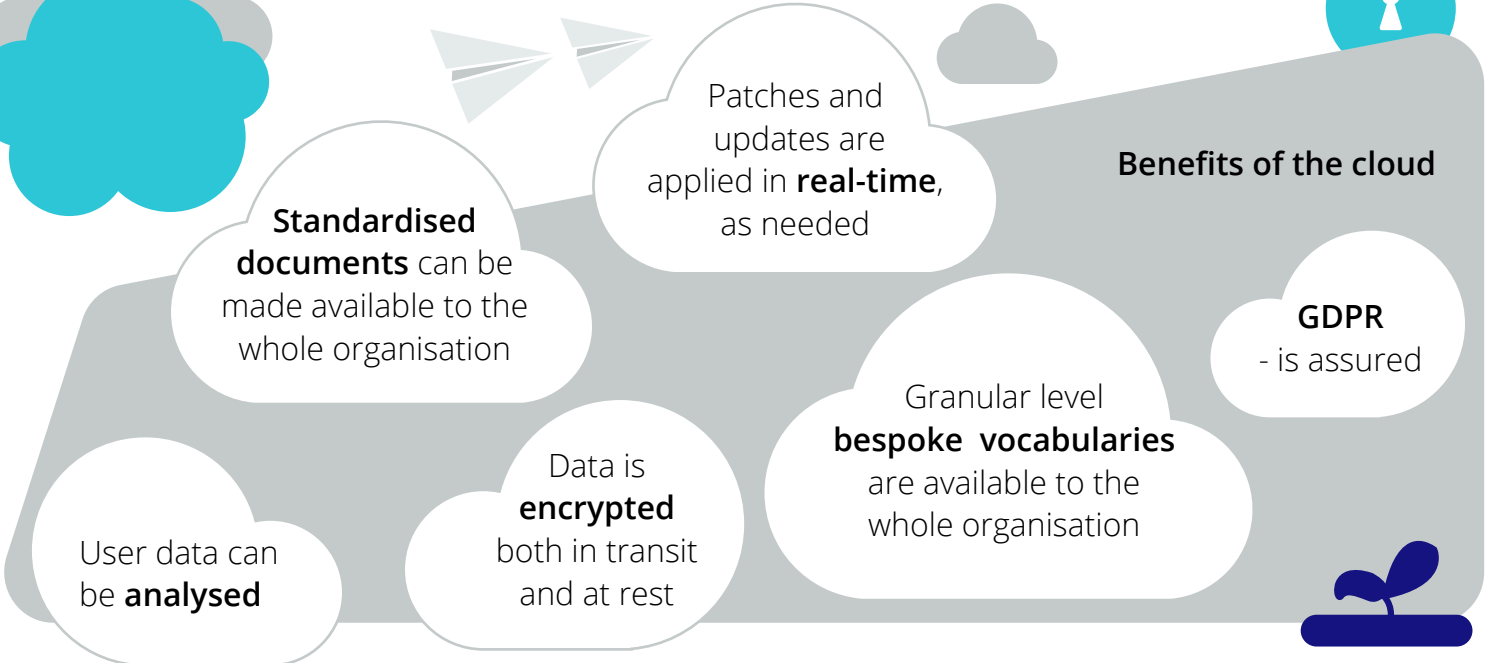 Benefits of the cloud
Patches and
updates are
applied in real-time,
as needed
Standardised
documents can be
made available to the
whole organisation
GDPR
- is assured
Granular level
bespoke  vocabularies
are available to the
whole organisation
Data is
encrypted
both in transit
and at rest
User data can
be analysed